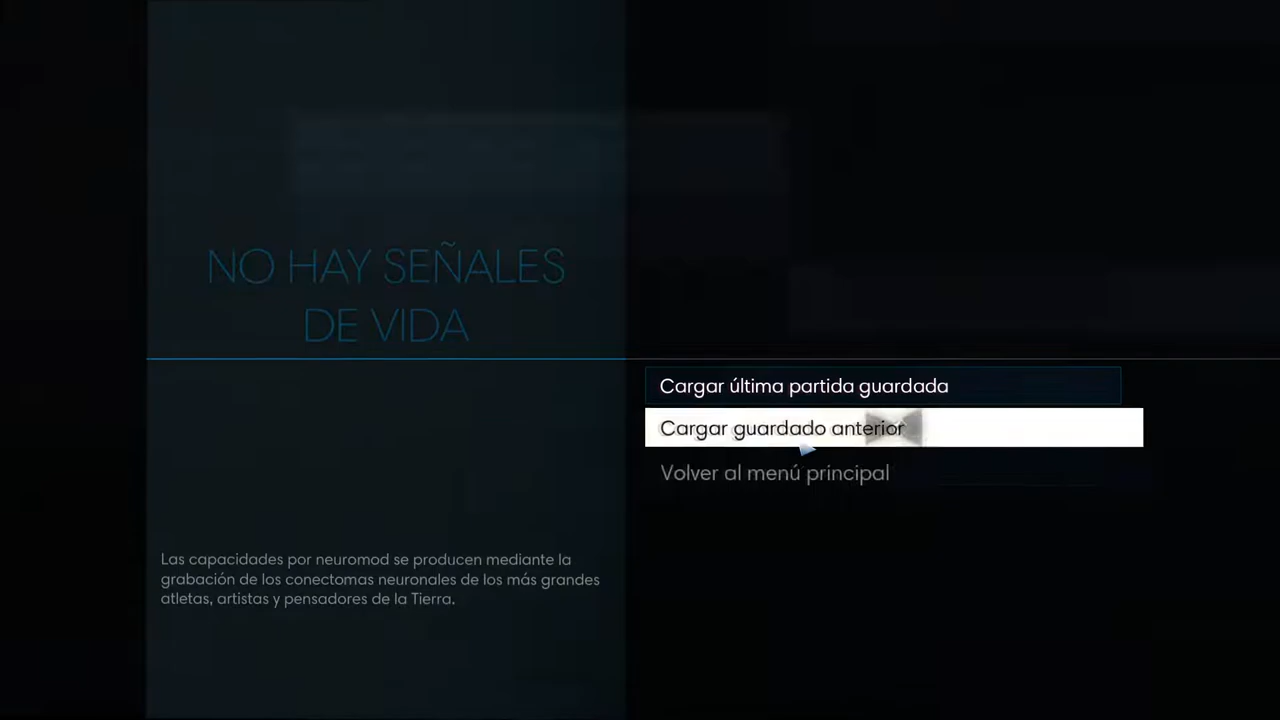 NO HAY SEÑALES
DE VIDA
Cargar última partida guardada
Cargar guardado anterior
Volver al menú principal
Las capacidades por neuromod se producen mediante la
grabación de los conectomas neuronales de los más grandes
atletas, artistas y pensadores de la Tierra.